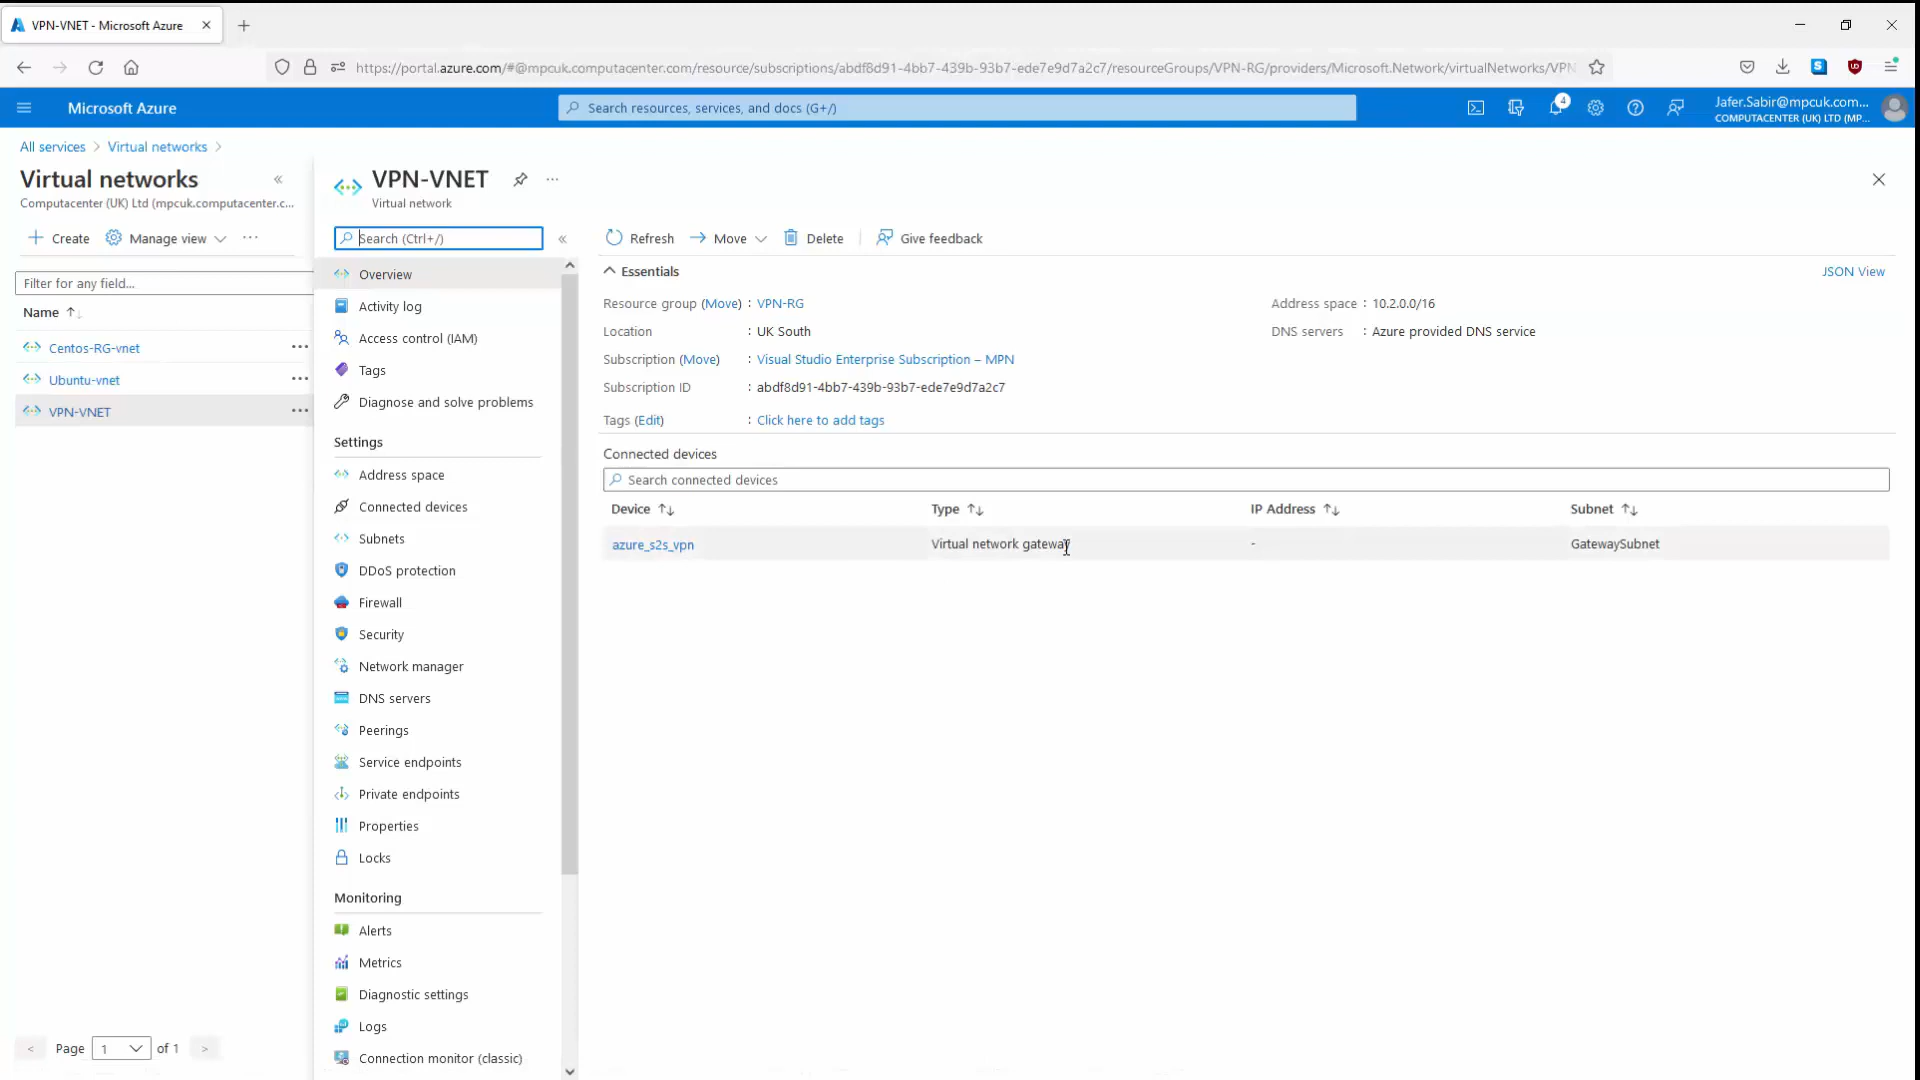 VPN-VNET - Microsoft Azure
https://portal.azure.com/#@mpcuk.computacenter.com/resource/subscriptions/abdf8d91-4bb7-439b-93b7-ede7e9d7a2c7/resourceGroups/VPN-RG/providers/Microsoft.Network/virtualNetworks/VPN
Microsoft Azure
Search resources, services, and docs (G+/)
4
Jafer.Sabir@mpcuk.com...
COMPUTACENTER (UK) LTD (MP...
All services > Virtual networks >
Virtual networks
Computacenter (UK) Ltd (mpcuk.computacenter.c...
+ Create Manage view ...
Filter for any field...
Name
Centos-RG-vnet ...
Ubuntu-vnet ...
VPN-VNET ...
< Page 1 of 1 >
VPN-VNET ...
Virtual network
Search (Ctrl+/)
Overview
Activity log
Access control (IAM)
Tags
Diagnose and solve problems
Settings
Address space
Connected devices
Subnets
DDoS protection
Firewall
Security
Network manager
DNS servers
Peerings
Service endpoints
Private endpoints
Properties
Locks
Monitoring
Alerts
Metrics
Diagnostic settings
Logs
Connection monitor (classic)
Refresh Move Delete Give feedback
Essentials
JSON View
Resource group (Move) : VPN-RG
Location : UK South
Subscription (Move) : Visual Studio Enterprise Subscription – MPN
Subscription ID : abdf8d91-4bb7-439b-93b7-ede7e9d7a2c7
Tags (Edit) : Click here to add tags
Address space : 10.2.0.0/16
DNS servers : Azure provided DNS service
Connected devices
Search connected devices
Device Type IP Address Subnet
azure_s2s_vpn Virtual network gateway - GatewaySubnet